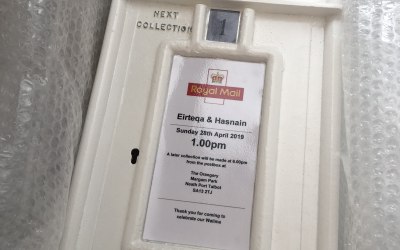 NEXT
COLLECTION
1
Royal Mail
Eirteqa & Hasnain
Sunday 28th April 2019
1.00pm
A later collection will be made at 6.00pm
from the postbox at
The Orangery
Margam Park
Neath Port Talbot
SA13 2TJ
Thank you for coming to
celebrate our Walima